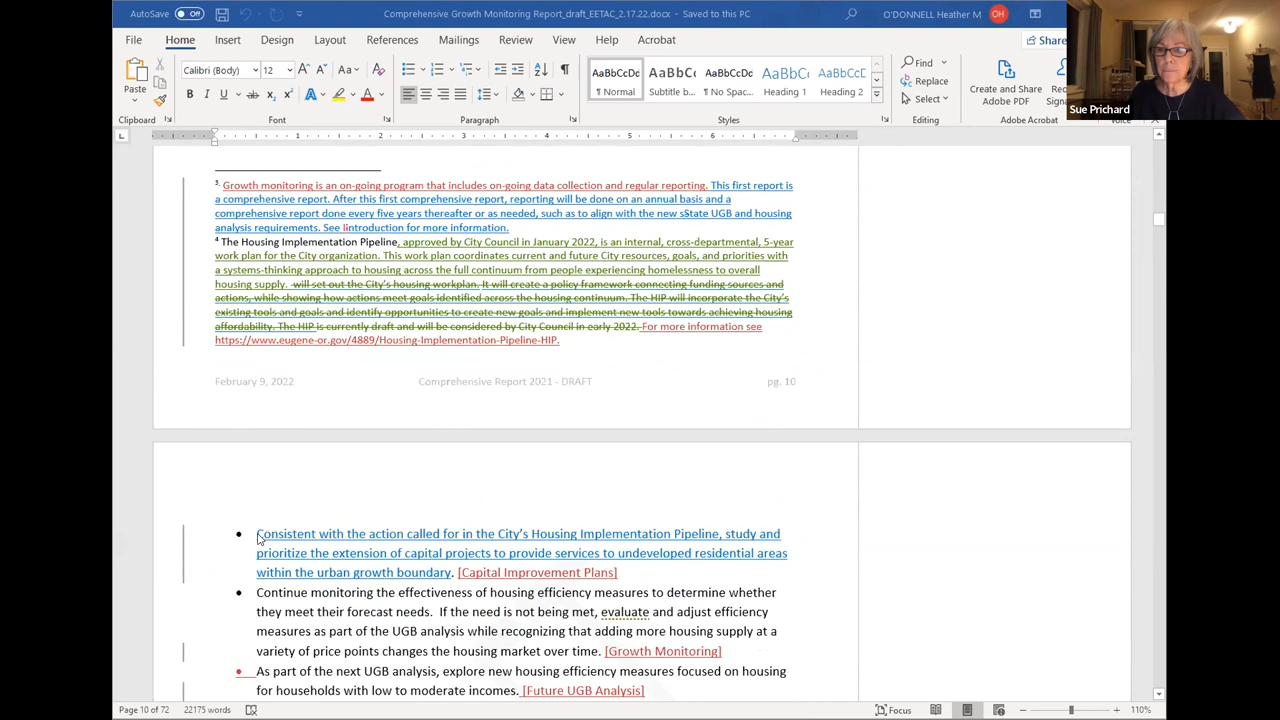 AutoSave Off Comprehensive Growth Monitoring Report_draft_EETAC_2.17.22.docx - Saved to this PC O'DONNELL Heather M OH
File Home Insert Design Layout References Mailings Review View Help Acrobat Share
Paste Calibri (Body) 12 A A Aa A AaBbCcDd AaBbCc AaBbCcDd AaBbCcD AaBbCcD Find Replace Select Create and Share Adobe PDF
B I U ab x₂ x² A A ¶ Normal Subtitle b... ¶ No Spac... Heading 1 Heading 2
Clipboard Font Paragraph Styles Editing Adobe Acrobat Voice
Sue Prichard
1 2 3 4 5 6
3. Growth monitoring is an on-going program that includes on-going data collection and regular reporting. This first report is
a comprehensive report. After this first comprehensive report, reporting will be done on an annual basis and a
comprehensive report done every five years thereafter or as needed, such as to align with the new sState UGB and housing
analysis requirements. See Iintroduction for more information.
4 The Housing Implementation Pipeline, approved by City Council in January 2022, is an internal, cross-departmental, 5-year
work plan for the City organization. This work plan coordinates current and future City resources, goals, and priorities with
a systems-thinking approach to housing across the full continuum from people experiencing homelessness to overall
housing supply. will set out the City's housing workplan. It will create a policy framework connecting funding sources and
actions, while showing how actions meet goals identified across the housing continuum. The HIP will incorporate the City's
existing tools and goals and identify opportunities to create new goals and implement new tools towards achieving housing
affordability. The HIP is currently draft and will be considered by City Council in early 2022. For more information see
https://www.eugene-or.gov/4889/Housing-Implementation-Pipeline-HIP.
February 9, 2022 Comprehensive Report 2021 - DRAFT pg. 10
• Consistent with the action called for in the City's Housing Implementation Pipeline, study and
prioritize the extension of capital projects to provide services to undeveloped residential areas
within the urban growth boundary. [Capital Improvement Plans]
• Continue monitoring the effectiveness of housing efficiency measures to determine whether
they meet their forecast needs. If the need is not being met, evaluate and adjust efficiency
measures as part of the UGB analysis while recognizing that adding more housing supply at a
variety of price points changes the housing market over time. [Growth Monitoring]
• As part of the next UGB analysis, explore new housing efficiency measures focused on housing
for households with low to moderate incomes. [Future UGB Analysis]
Page 10 of 72 22175 words Focus 110%